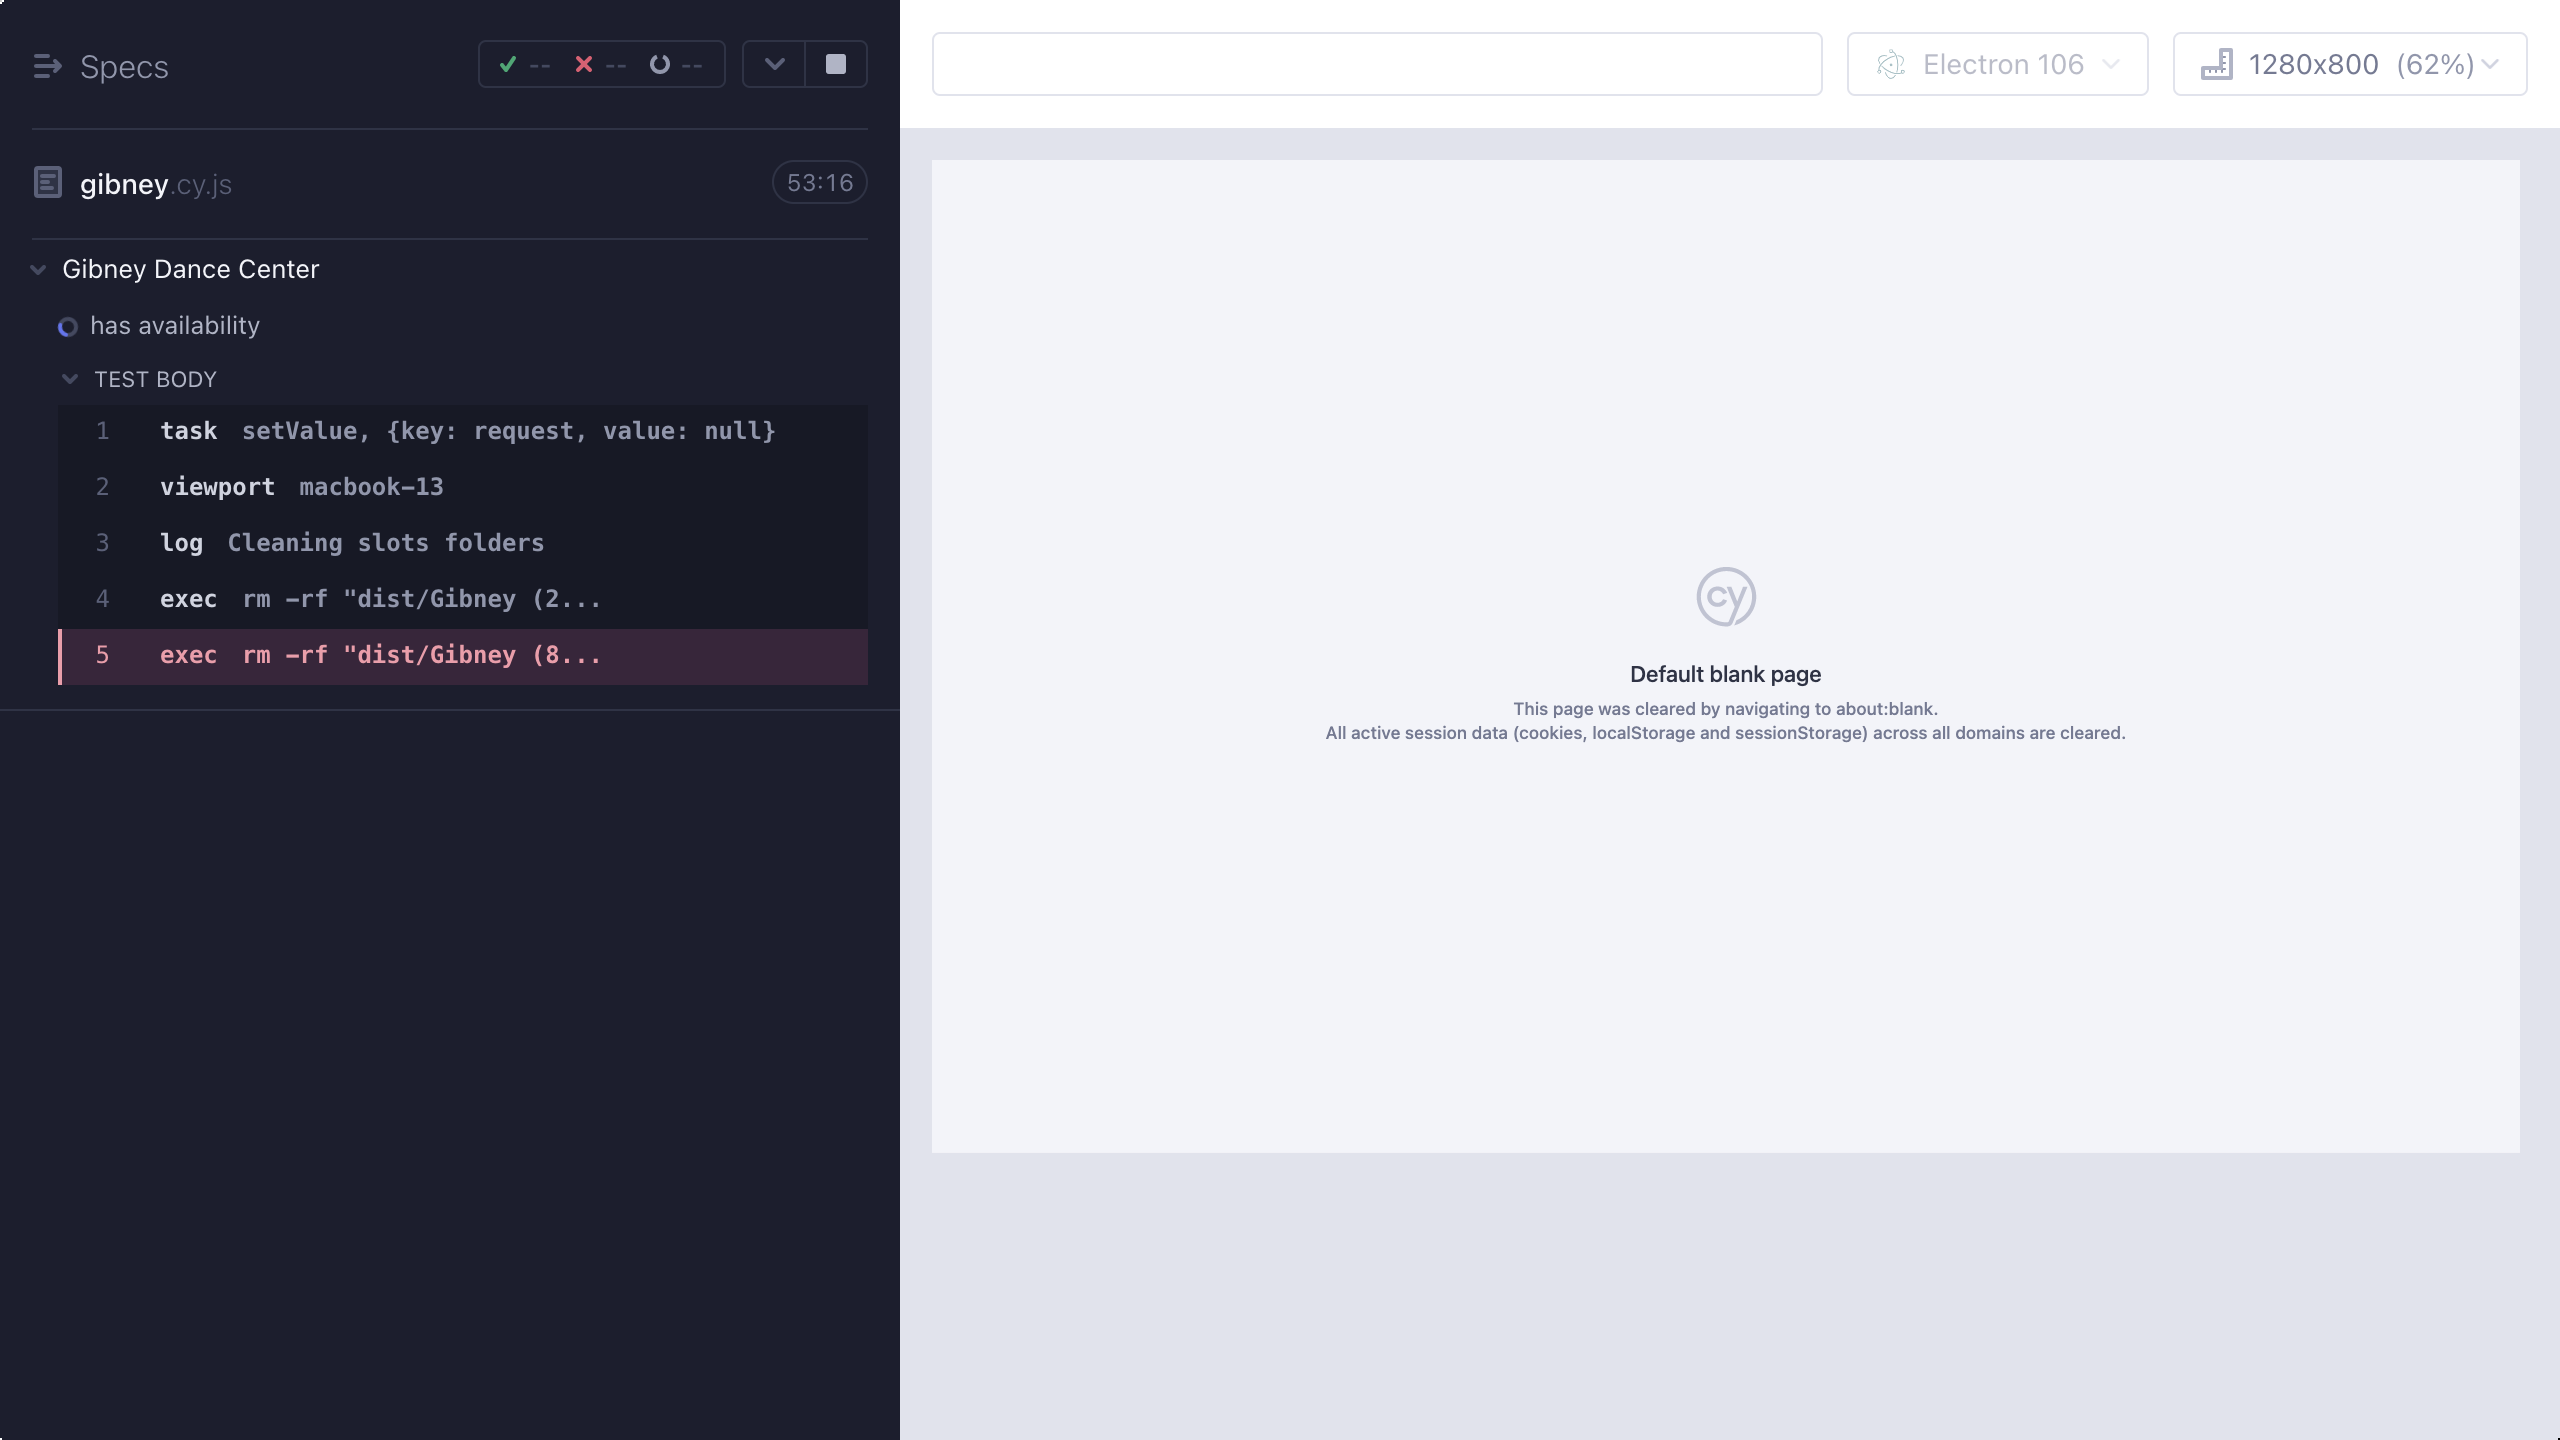 Specs
-- -- --
gibney.cy.js
53:16
Gibney Dance Center
has availability
TEST BODY
1 task setValue, {key: request, value: null}
2 viewport macbook-13
3 log Cleaning slots folders
4 exec rm -rf "dist/Gibney (2...
5 exec rm -rf "dist/Gibney (8...
Electron 106
1280x800 (62%)
cy
Default blank page
This page was cleared by navigating to about:blank.
All active session data (cookies, localStorage and sessionStorage) across all domains are cleared.